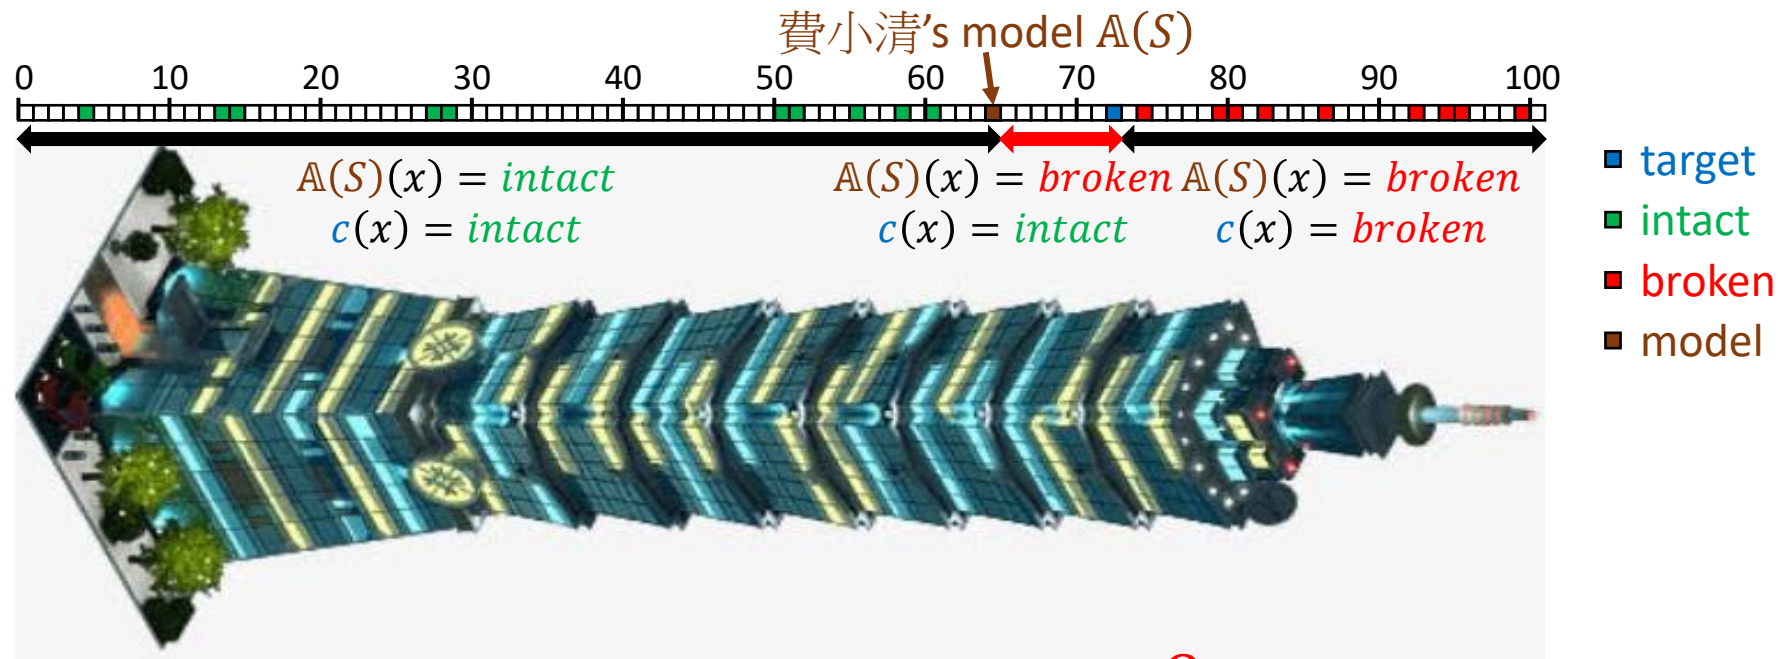 費小清's model 𝔸(S)
0 10 20 30 40 50 60 70 80 90 100
𝔸(S)(x) = intact
c(x) = intact
𝔸(S)(x) = broken
c(x) = intact
𝔸(S)(x) = broken
c(x) = broken
target
intact
broken
model